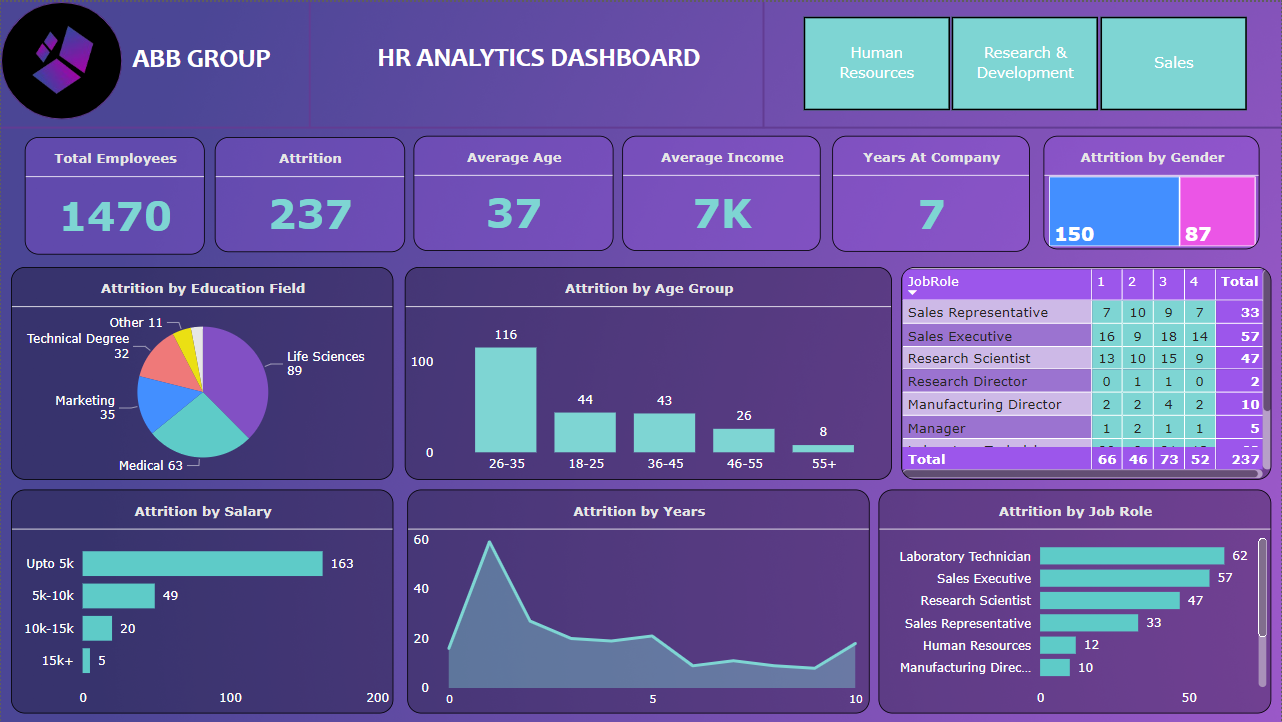 ABB GROUP
HR ANALYTICS DASHBOARD
Human
Resources
Research &
Development
Sales
Total Employees
1470
Attrition
237
Average Age
37
Average Income
7K
Years At Company
7
Attrition by Gender
150
87
Attrition by Education Field
Other 11
Technical Degree
32
Life Sciences
89
Marketing
35
Medical 63
Attrition by Age Group
100
0
116
44
43
26
8
26-35
18-25
36-45
46-55
55+
JobRole 1 2 3 4 Total
Sales Representative 7 10 9 7 33
Sales Executive 16 9 18 14 57
Research Scientist 13 10 15 9 47
Research Director 0 1 1 0 2
Manufacturing Director 2 2 4 2 10
Manager 1 2 1 1 5
Total 66 46 73 52 237
Attrition by Salary
Upto 5k 163
5k-10k 49
10k-15k 20
15k+ 5
0 100 200
Attrition by Years
60
40
20
0
0 5 10
Attrition by Job Role
Laboratory Technician 62
Sales Executive 57
Research Scientist 47
Sales Representative 33
Human Resources 12
Manufacturing Direc... 10
0 50